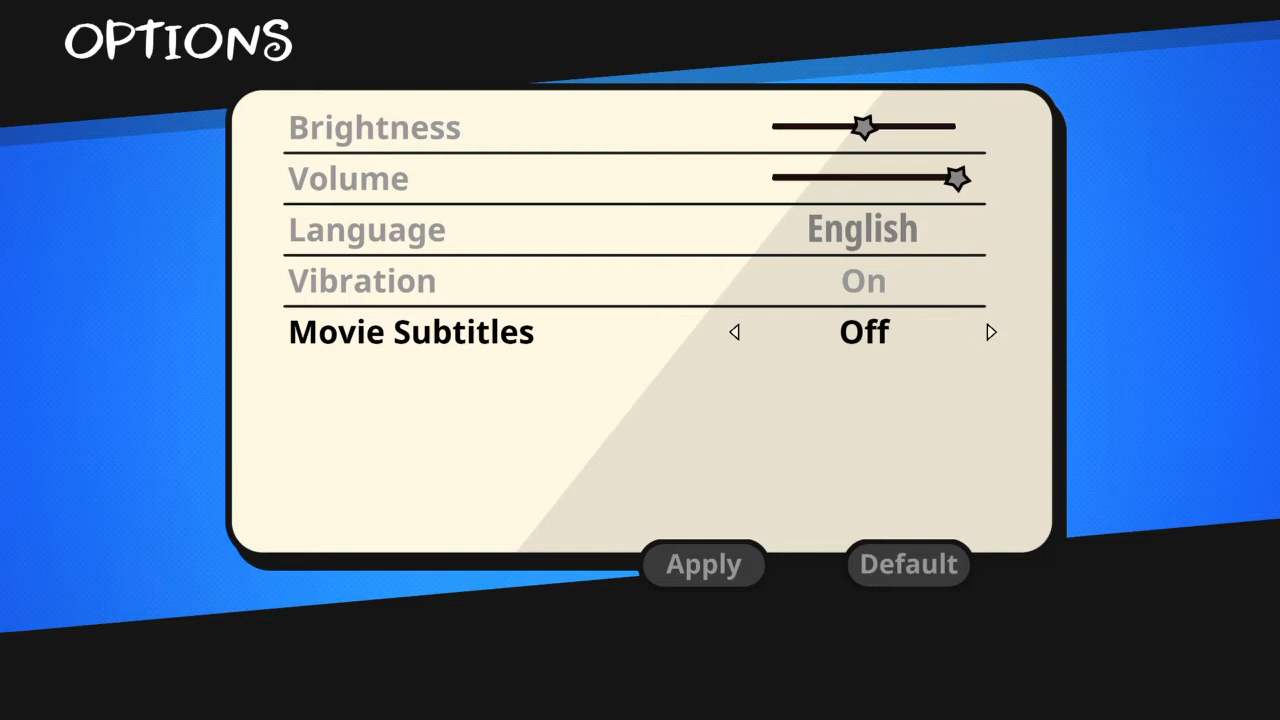 OPTIONS
Brightness
Volume
Language English
Vibration On
Movie Subtitles Off
Apply Default